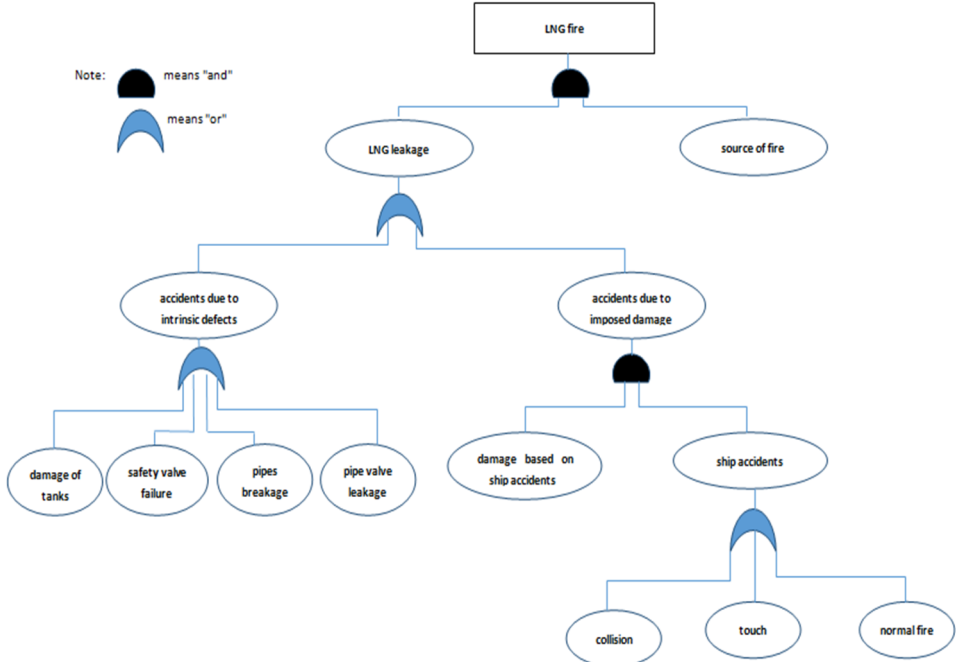 LNG fire
Note:
means "and"
means "or"
LNG leakage
source of fire
accidents due to
intrinsic defects
accidents due to
imposed damage
damage of
tanks
safety valve
failure
pipes
breakage
pipe valve
leakage
damage based on
ship accidents
ship accidents
collision
touch
normal fire